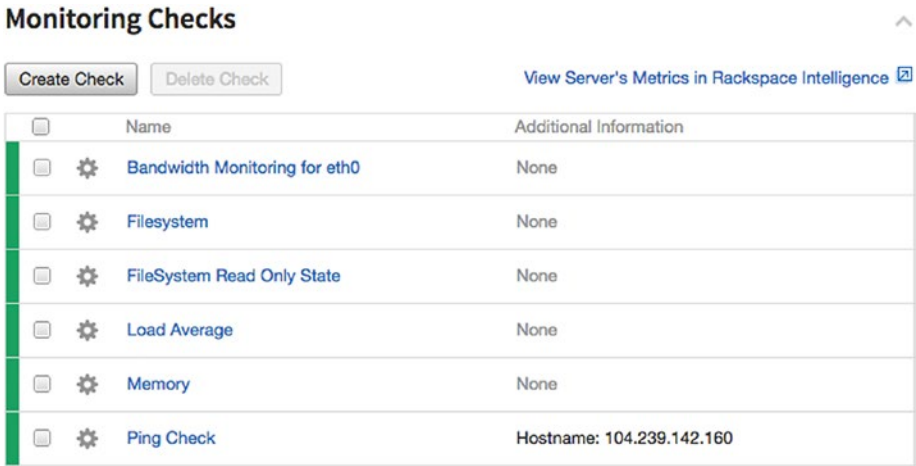 Monitoring Checks
Create Check Delete Check View Server's Metrics in Rackspace Intelligence
Name Additional Information
Bandwidth Monitoring for eth0 None
Filesystem None
FileSystem Read Only State None
Load Average None
Memory None
Ping Check Hostname: 104.239.142.160